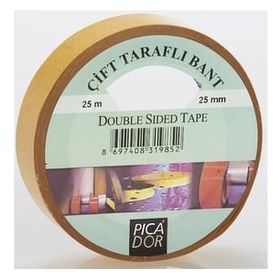 ÇİFT TARAFLI BANT
25 m
25 mm
DOUBLE SIDED TAPE
8 697408 319852
PICA
DOR